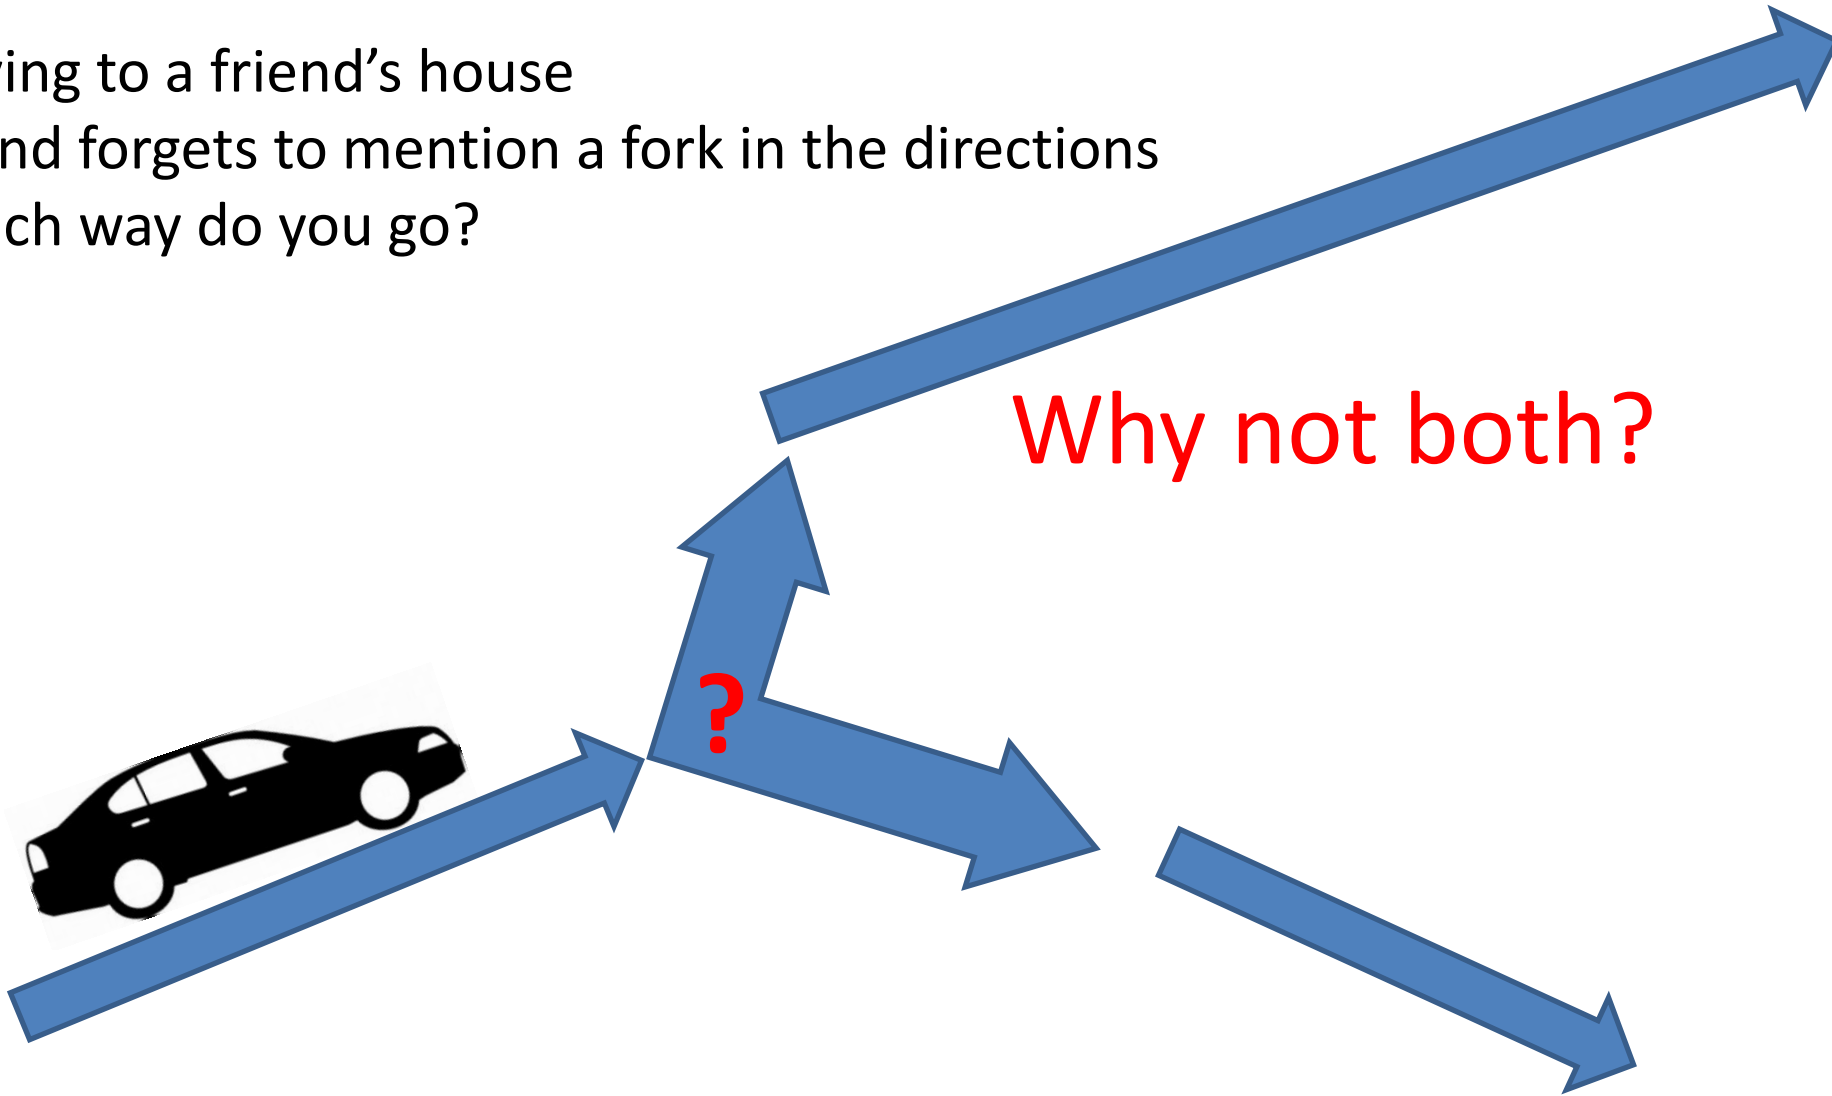 ving to a friend’s house
nd forgets to mention a fork in the directions
ch way do you go?
Why not both?
?